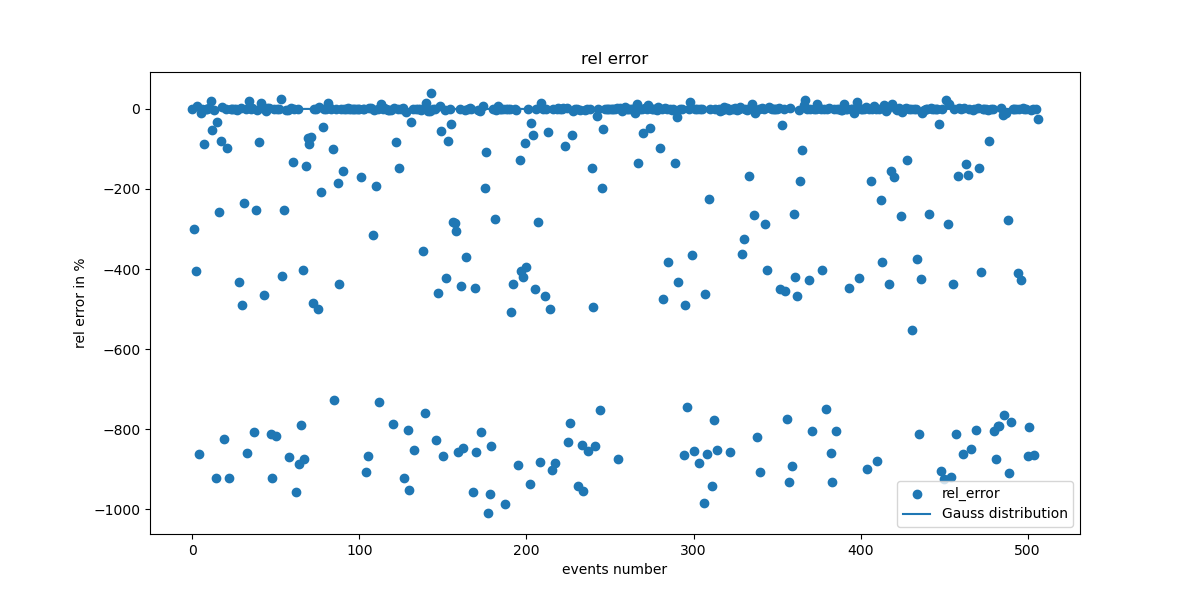 rel error
0
−200
−400
−600
−800
−1000
rel error in %
0 100 200 300 400 500
events number
rel_error
Gauss distribution